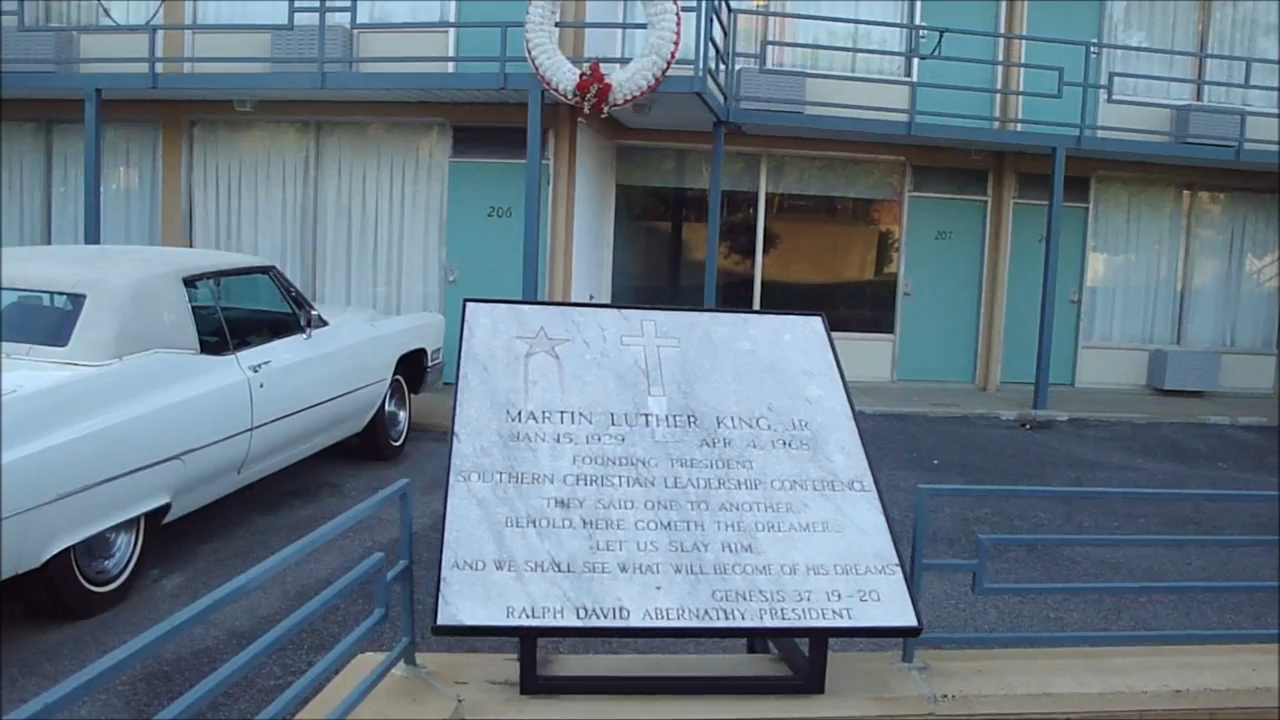 206
207
MARTIN LUTHER KING, JR.
JAN. 15, 1929 APR. 4, 1968
FOUNDING PRESIDENT
SOUTHERN CHRISTIAN LEADERSHIP CONFERENCE
THEY SAID ONE TO ANOTHER,
BEHOLD, HERE COMETH THE DREAMER...
LET US SLAY HIM...
AND WE SHALL SEE WHAT WILL BECOME OF HIS DREAMS"
GENESIS 37, 19-20
RALPH DAVID ABERNATHY, PRESIDENT